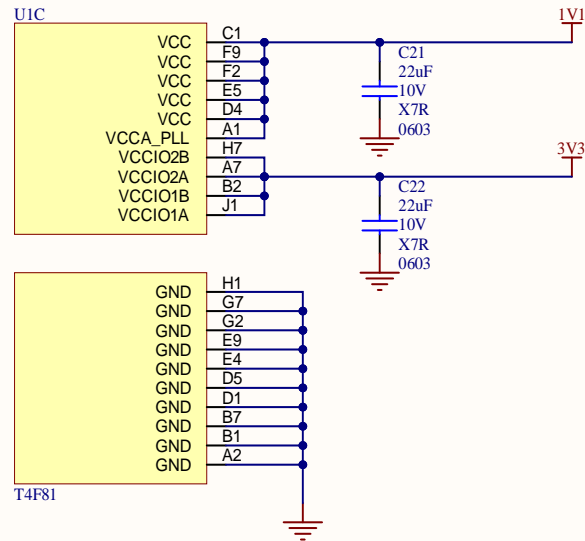 U1C
VCC C1
VCC F9
VCC F2
VCC E5
VCC D4
VCCA_PLL A1
VCCIO2B H7
VCCIO2A A7
VCCIO1B B2
VCCIO1A J1
1V1
C21
22uF
10V
X7R
0603
3V3
C22
22uF
10V
X7R
0603
GND H1
GND G7
GND G2
GND E9
GND E4
GND D5
GND D1
GND B7
GND B1
GND A2
T4F81